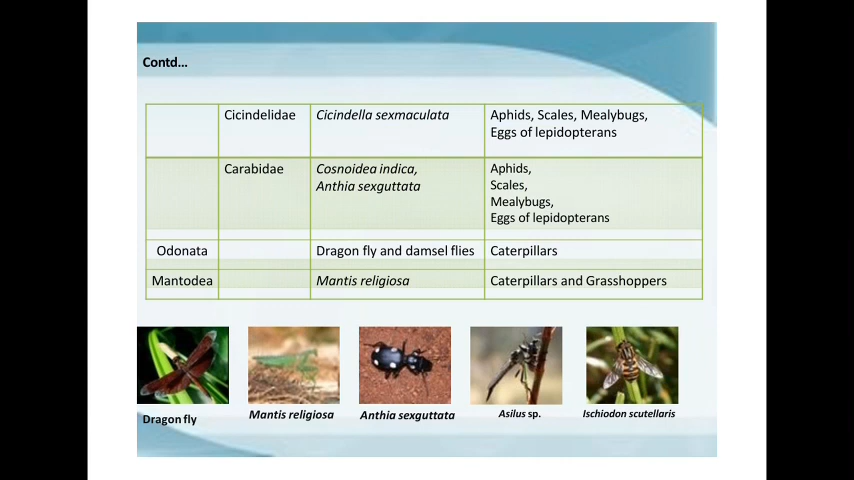 Contd...
Cicindelidae Cicindella sexmaculata Aphids, Scales, Mealybugs,
Eggs of lepidopterans
Carabidae Cosnoidea indica, Aphids,
Anthia sexguttata Scales,
Mealybugs,
Eggs of lepidopterans
Odonata Dragon fly and damsel flies Caterpillars
Mantodea Mantis religiosa Caterpillars and Grasshoppers
Dragon fly Mantis religiosa Anthia sexguttata Asilus sp. Ischiodon scutellaris